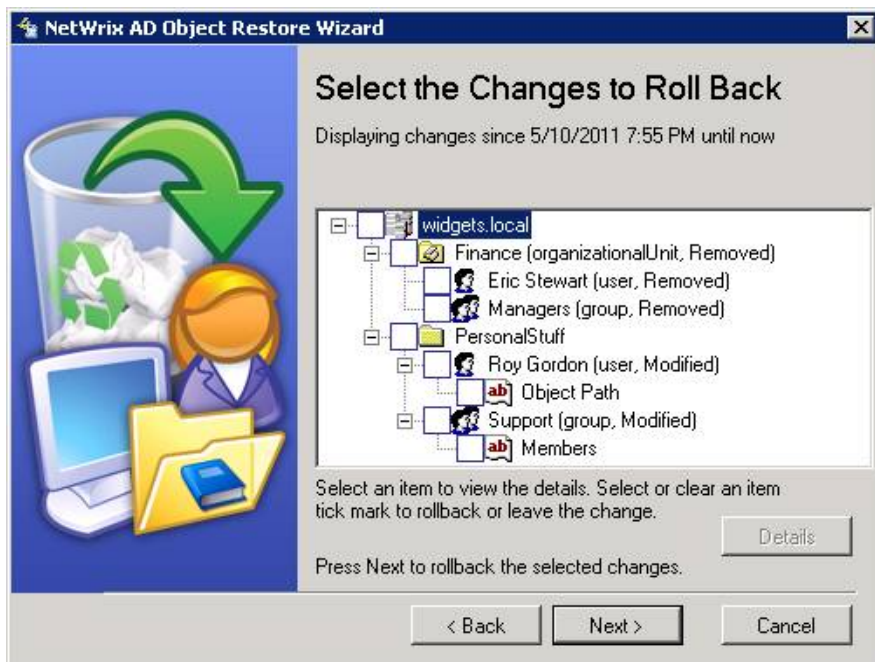 NetWrix AD Object Restore Wizard
Select the Changes to Roll Back
Displaying changes since 5/10/2011 7:55 PM until now
widgets.local
Finance (organizationalUnit, Removed)
Eric Stewart (user, Removed)
Managers (group, Removed)
PersonalStuff
Roy Gordon (user, Modified)
ab Object Path
Support (group, Modified)
ab Members
Select an item to view the details. Select or clear an item
tick mark to rollback or leave the change.
Details
Press Next to rollback the selected changes.
< Back Next > Cancel